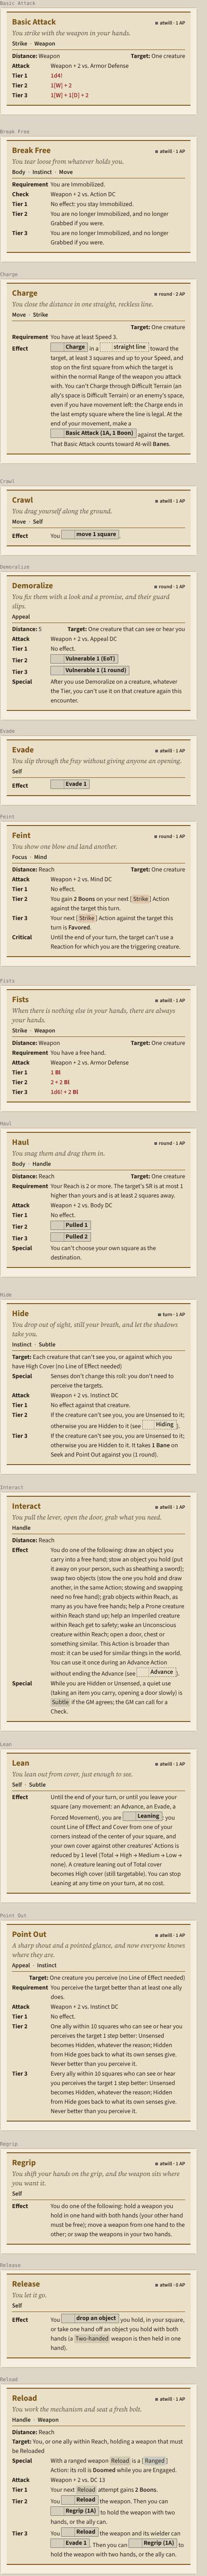 Basic Attack
Basic Attack ■ atwill · 1 AP
You strike with the weapon in your hands.
Strike · Weapon
Distance: Weapon Target: One creature
Attack Weapon + 2 vs. Armor Defense
Tier 1 1d4!
Tier 2 1[W] + 2
Tier 3 1[W] + 1[D] + 2
Break Free
Break Free ■ atwill · 1 AP
You tear loose from whatever holds you.
Body · Instinct · Move
Requirement You are Immobilized.
Check Weapon + 2 vs. Action DC
Tier 1 No effect: you stay Immobilized.
Tier 2 You are no longer Immobilized, and no longer
Grabbed if you were.
Tier 3 You are no longer Immobilized, and no longer
Grabbed if you were.
Charge
Charge ■ round · 2 AP
You close the distance in one straight, reckless line.
Move · Strike
Target: One creature
Requirement You have at least Speed 3.
Effect Charge in a straight line toward the
target, at least 3 squares and up to your Speed, and
stop on the first square from which the target is
within the normal Range of the weapon you attack
with. You can't Charge through Difficult Terrain (an
ally's space is Difficult Terrain) or an enemy's space,
even if you have movement left: the Charge ends in
the last empty square where the line is legal. At the
end of your movement, make a
Basic Attack (1A, 1 Boon) against the target.
That Basic Attack counts toward At-will Banes.
Crawl
Crawl ■ atwill · 1 AP
You drag yourself along the ground.
Move · Self
Effect You move 1 square
Demoralize
Demoralize ■ round · 1 AP
You fix them with a look and a promise, and their guard
slips.
Appeal
Distance: 5 Target: One creature that can see or hear you
Attack Weapon + 2 vs. Appeal DC
Tier 1 No effect.
Tier 2 Vulnerable 1 (EoT)
Tier 3 Vulnerable 1 (1 round)
Special After you use Demoralize on a creature, whatever
the Tier, you can't use it on that creature again this
encounter.
Evade
Evade ■ atwill · 1 AP
You slip through the fray without giving anyone an opening.
Self
Effect Evade 1
Feint
Feint ■ round · 1 AP
You show one blow and land another.
Focus · Mind
Distance: Reach Target: One creature
Attack Weapon + 2 vs. Mind DC
Tier 1 No effect.
Tier 2 You gain 2 Boons on your next [Strike] Action
against the target this turn.
Tier 3 Your next [Strike] Action against the target this
turn is Favored.
Critical Until the end of your turn, the target can't use a
Reaction for which you are the triggering creature.
Fists
Fists ■ atwill · 1 AP
When there is nothing else in your hands, there are always
your hands.
Strike · Weapon
Distance: Weapon Target: One creature
Requirement You have a free hand.
Attack Weapon + 2 vs. Armor Defense
Tier 1 1 Bl
Tier 2 2 + 2 Bl
Tier 3 1d6! + 2 Bl
Haul
Haul ■ round · 1 AP
You snag them and drag them in.
Body · Handle
Distance: Reach Target: One creature
Requirement Your Reach is 2 or more. The target's SR is at most 1
higher than yours and is at least 2 squares away.
Attack Weapon + 2 vs. Body DC
Tier 1 No effect.
Tier 2 Pulled 1
Tier 3 Pulled 2
Special You can't choose your own square as the
destination.
Hide
Hide ■ turn · 1 AP
You drop out of sight, still your breath, and let the shadows
take you.
Instinct · Subtle
Target: Each creature that can't see you, or against which you
have High Cover (no Line of Effect needed)
Special Senses don't change this roll: you don't need to
perceive the targets.
Attack Weapon + 2 vs. Instinct DC
Tier 1 No effect against that creature.
Tier 2 If the creature can't see you, you are Unsensed to it;
otherwise you are Hidden to it (see Hiding ).
Tier 3 If the creature can't see you, you are Unsensed to it;
otherwise you are Hidden to it. It takes 1 Bane on
Seek and Point Out against you (1 round).
Interact
Interact ■ atwill · 1 AP
You pull the lever, open the door, grab what you need.
Handle
Distance: Reach
Effect You do one of the following: draw an object you
carry into a free hand; stow an object you hold (put
it away on your person, such as sheathing a sword);
swap two objects (stow the one you hold and draw
another, in the same Action; stowing and swapping
need no free hand); grab objects within Reach, as
many as you have free hands; help a Prone creature
within Reach stand up; help an Imperiled creature
within Reach get to safety; wake an Unconscious
creature within Reach; open a door, chest or
something similar. This Action is broader than
most: it can be used for similar things in the world.
You can use it once during an Advance Action
without ending the Advance (see Advance ).
Special While you are Hidden or Unsensed, a quiet use
(taking an item you carry, opening a door slowly) is
Subtle if the GM agrees; the GM can call for a
Check.
Lean
Lean ■ atwill · 1 AP
You lean out from cover, just enough to see.
Self · Subtle
Effect Until the end of your turn, or until you leave your
square (any movement: an Advance, an Evade, a
Forced Movement), you are Leaning : you
count Line of Effect and Cover from one of your
corners instead of the center of your square, and
your own cover against other creatures' Actions is
reduced by 1 level (Total → High → Medium → Low →
none). A creature leaning out of Total cover
becomes High cover (still targetable). You can stop
Leaning at any time on your turn, at no cost.
Point Out
Point Out ■ atwill · 1 AP
A sharp shout and a pointed glance, and now everyone knows
where they are.
Appeal · Instinct
Target: One creature you perceive (no Line of Effect needed)
Requirement You perceive the target better than at least one ally
does.
Attack Weapon + 2 vs. Instinct DC
Tier 1 No effect.
Tier 2 One ally within 10 squares who can see or hear you
perceives the target 1 step better: Unsensed
becomes Hidden, whatever the reason; Hidden
from Hide goes back to what its own senses give.
Never better than you perceive it.
Tier 3 Every ally within 10 squares who can see or hear
you perceives the target 1 step better: Unsensed
becomes Hidden, whatever the reason; Hidden
from Hide goes back to what its own senses give.
Never better than you perceive it.
Regrip
Regrip ■ atwill · 1 AP
You shift your hands on the grip, and the weapon sits where
you want it.
Self
Effect You do one of the following: hold a weapon you
hold in one hand with both hands (your other hand
must be free); move a weapon from one hand to the
other; or swap the weapons in your two hands.
Release
Release ■ atwill · 0 AP
You let it go.
Self
Effect You drop an object you hold, in your square,
or take one hand off an object you hold with both
hands (a Two-handed weapon is then held in one
hand).
Reload
Reload ■ atwill · 1 AP
You work the mechanism and seat a fresh bolt.
Handle · Weapon
Distance: Reach
Target: You, or one ally within Reach, holding a weapon that must
be Reloaded
Special With a ranged weapon Reload is a [Ranged]
Action: its roll is Doomed while you are Engaged.
Attack Weapon + 2 vs. DC 13
Tier 1 Your next Reload attempt gains 2 Boons.
Tier 2 You Reload the weapon. Then you can
Regrip (1A) to hold the weapon with two
hands, or the ally can.
Tier 3 You Reload the weapon and its wielder can
Evade 1 . Then you can Regrip (1A) to
hold the weapon with two hands, or the ally can.